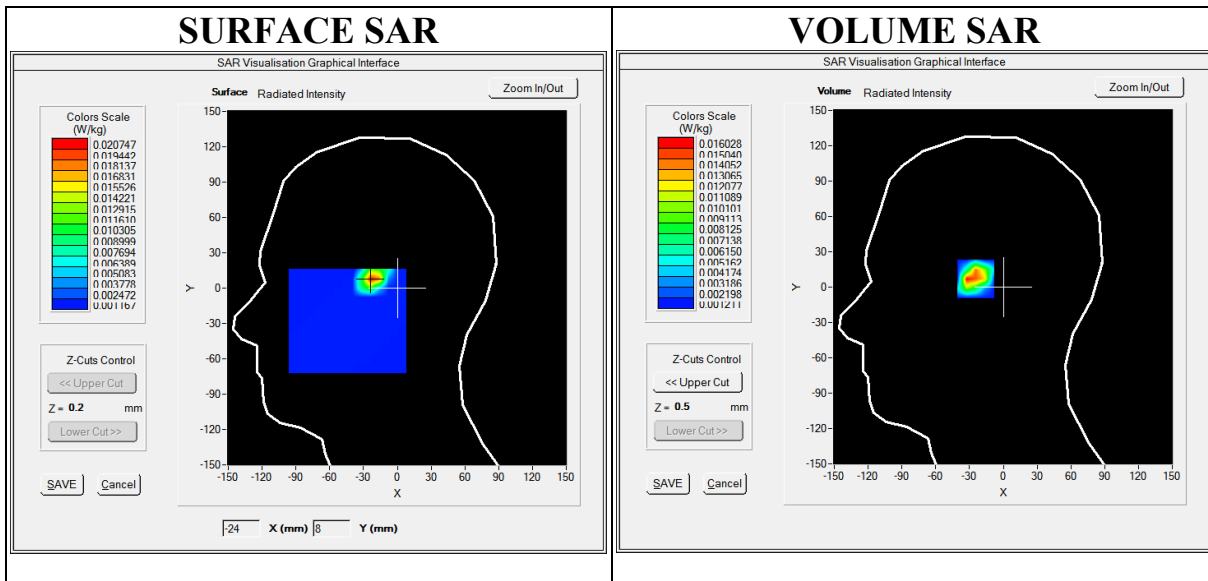 SURFACE SAR
SAR Visualisation Graphical Interface
Surface Radiated Intensity
Zoom In/Out
Colors Scale
(W/kg)
0.020747
0.019442
0.018137
0.016831
0.015526
0.014221
0.012915
0.011610
0.010305
0.008999
0.007694
0.006389
0.005083
0.003778
0.002472
0.001167
Z-Cuts Control
<< Upper Cut
Z = 0.2 mm
Lower Cut >>
SAVE Cancel
Y
150-
120-
90-
60-
30-
0-
-30-
-60-
-90-
-120-
-150-
-150 -120 -90 -60 -30 0 30 60 90 120 150
X
-24 X (mm) 8 Y (mm)
VOLUME SAR
SAR Visualisation Graphical Interface
Volume Radiated Intensity
Zoom In/Out
Colors Scale
(W/kg)
0.016028
0.015040
0.014052
0.013065
0.012077
0.011089
0.010101
0.009113
0.008125
0.007138
0.006150
0.005162
0.004174
0.003186
0.002198
0.001211
Z-Cuts Control
<< Upper Cut
Z = 0.5 mm
Lower Cut >>
SAVE Cancel
Y
150-
120-
90-
60-
30-
0-
-30-
-60-
-90-
-120-
-150-
-150 -120 -90 -60 -30 0 30 60 90 120 150
X